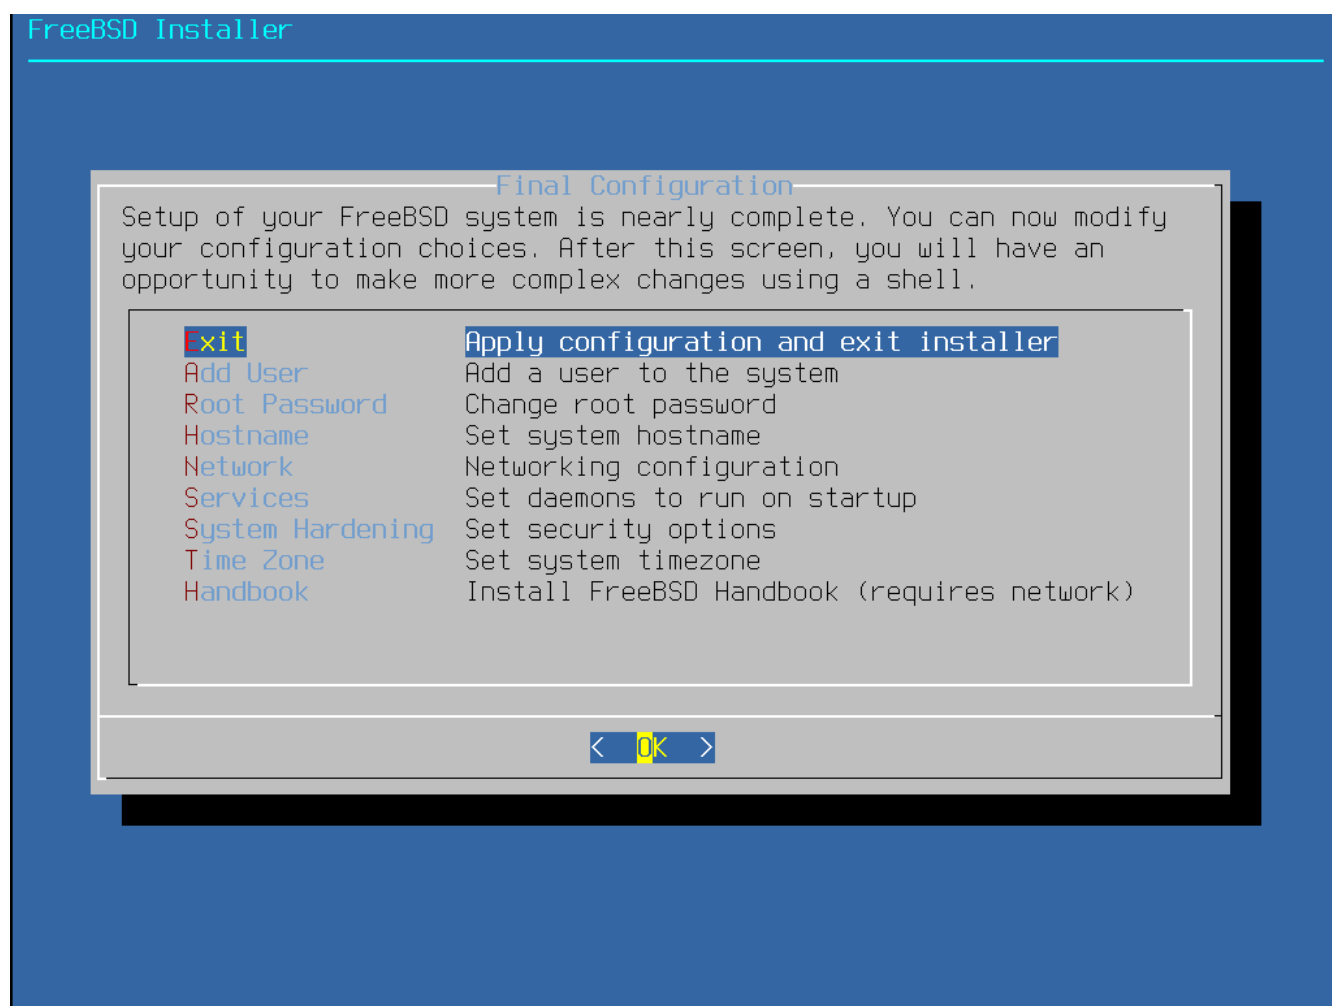 FreeBSD Installer
Final Configuration
Setup of your FreeBSD system is nearly complete. You can now modify
your configuration choices. After this screen, you will have an
opportunity to make more complex changes using a shell.
Exit Apply configuration and exit installer
Add User Add a user to the system
Root Password Change root password
Hostname Set system hostname
Network Networking configuration
Services Set daemons to run on startup
System Hardening Set security options
Time Zone Set system timezone
Handbook Install FreeBSD Handbook (requires network)
< OK >